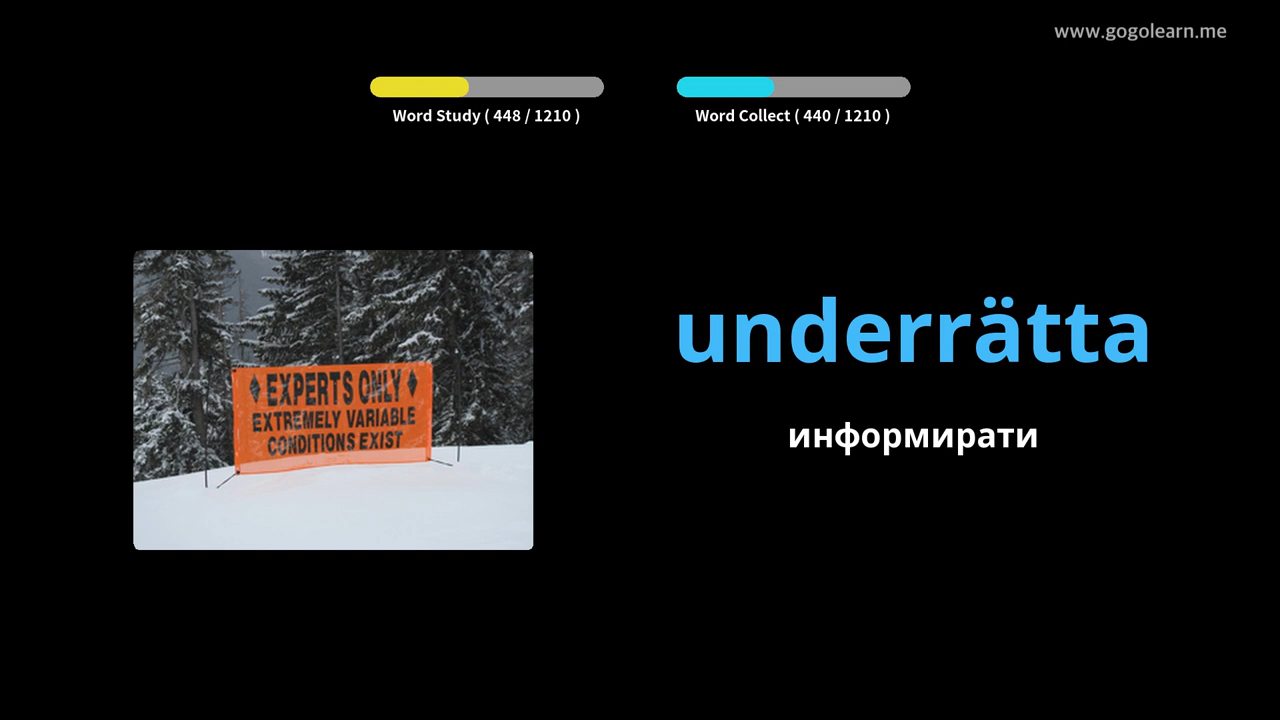 www.gogolearn.me
Word Study ( 448 / 1210 )
Word Collect ( 440 / 1210 )
EXPERTS ONLY
EXTREMELY VARIABLE
CONDITIONS EXIST
underrätta
информирати